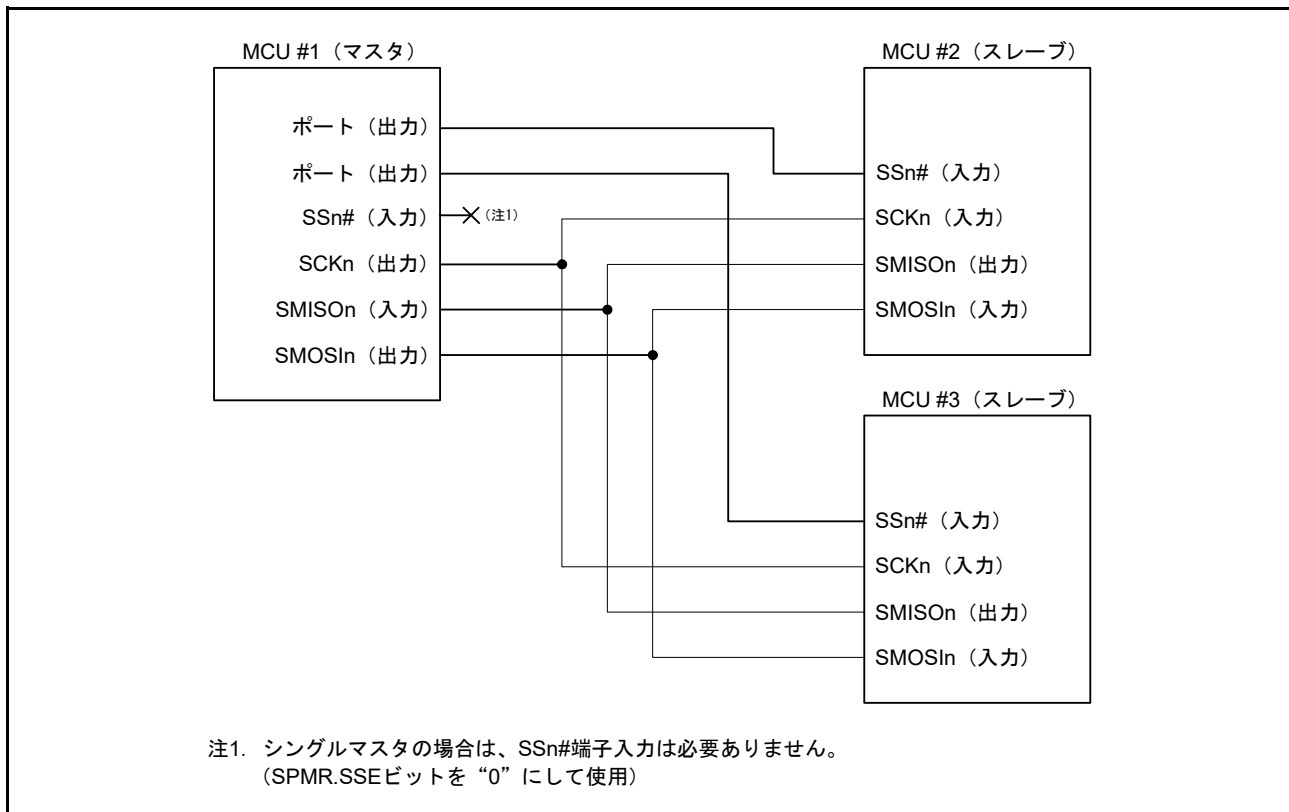 MCU #1（マスタ）
ポート（出力）
ポート（出力）
SSn#（入力）
（注1）
SCKn（出力）
SMISOn（入力）
SMOSIn（出力）
MCU #2（スレーブ）
SSn#（入力）
SCKn（入力）
SMISOn（出力）
SMOSIn（入力）
MCU #3（スレーブ）
SSn#（入力）
SCKn（入力）
SMISOn（出力）
SMOSIn（入力）
注1. シングルマスタの場合は、SSn#端子入力は必要ありません。
（SPMR.SSEビットを“0”にして使用）